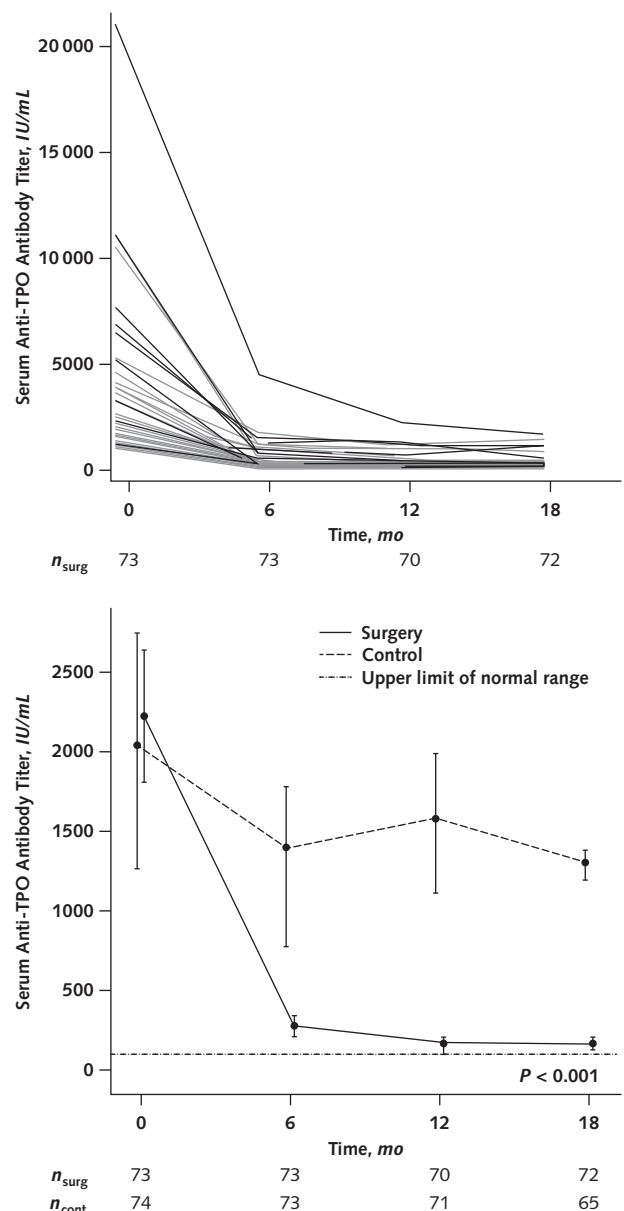 Serum Anti-TPO Antibody Titer, IU/mL
20 000
15 000
10 000
5000
0
0 6 12 18
Time, mo
n surg 73 73 70 72
Serum Anti-TPO Antibody Titer, IU/mL
Surgery
Control
Upper limit of normal range
2500
2000
1500
1000
500
0
P < 0.001
0 6 12 18
Time, mo
n surg 73 73 70 72
n cont 74 73 71 65